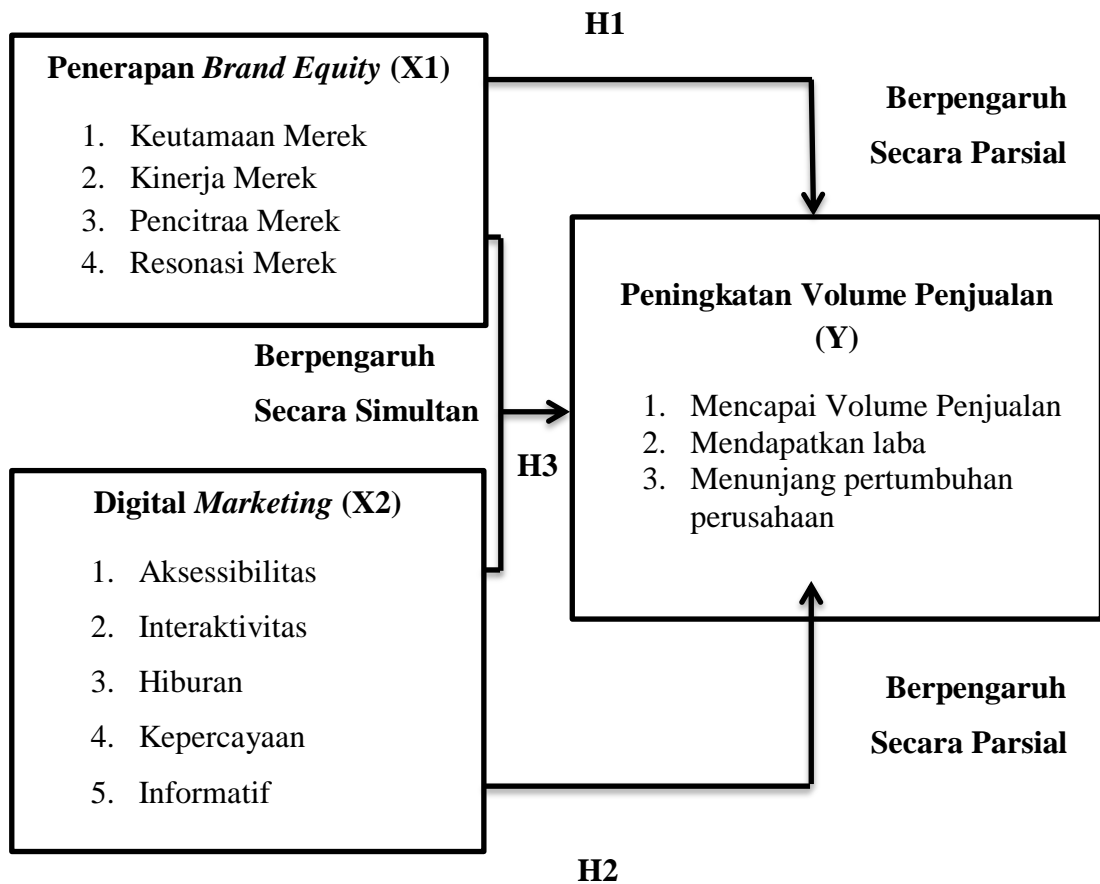 H1
Penerapan Brand Equity (X1)
1. Keutamaan Merek
2. Kinerja Merek
3. Pencitraa Merek
4. Resonasi Merek
Berpengaruh
Secara Parsial
Berpengaruh
Secara Simultan
H3
Peningkatan Volume Penjualan
(Y)
1. Mencapai Volume Penjualan
2. Mendapatkan laba
3. Menunjang pertumbuhan
perusahaan
Digital Marketing (X2)
1. Aksessibilitas
2. Interaktivitas
3. Hiburan
4. Kepercayaan
5. Informatif
Berpengaruh
Secara Parsial
H2